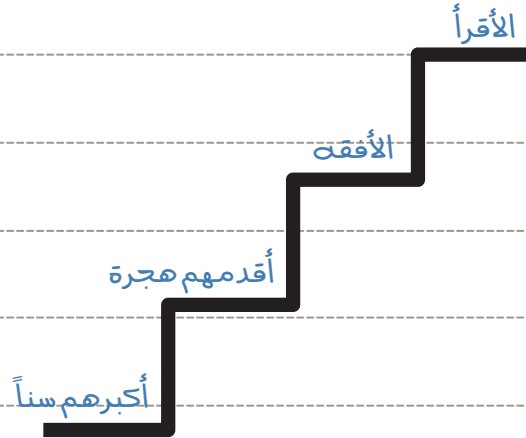 الأقرأ
الأفقه
أقدمهم هجرة
أكبرهم سناً